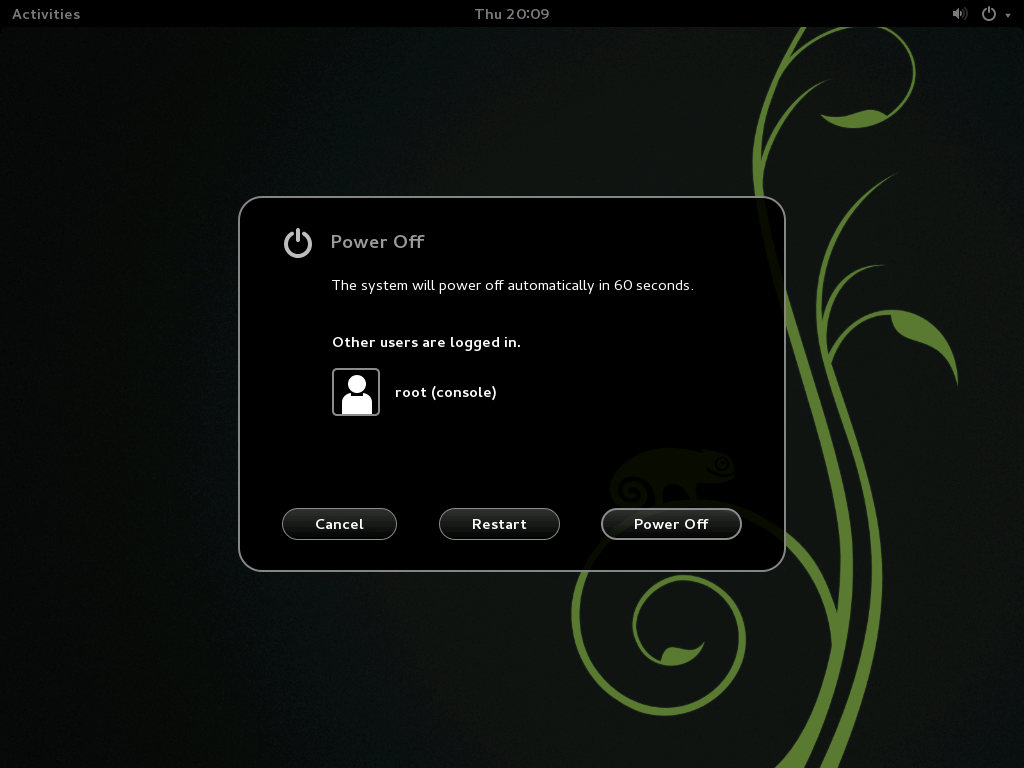 Activities Thu 20:09
Power Off
The system will power off automatically in 60 seconds.
Other users are logged in.
root (console)
Cancel Restart Power Off